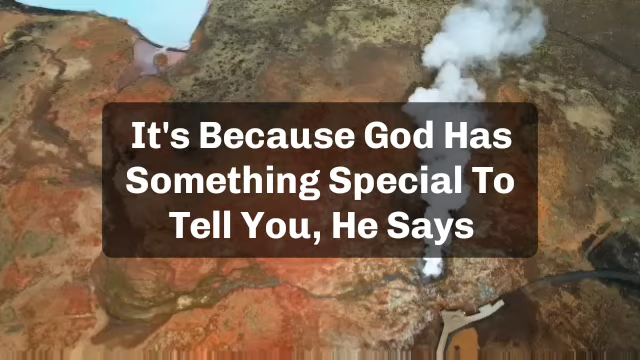 It's Because God Has
Something Special To
Tell You, He Says